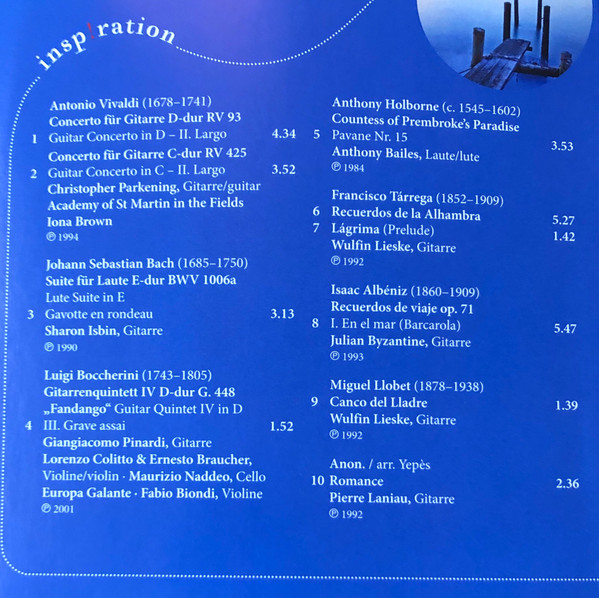 insp!ration
Antonio Vivaldi (1678–1741)
Concerto für Gitarre D-dur RV 93
1 Guitar Concerto in D – II. Largo 4.34
Concerto für Gitarre C-dur RV 425
2 Guitar Concerto in C – II. Largo 3.52
Christopher Parkening, Gitarre/guitar
Academy of St Martin in the Fields
Iona Brown
℗ 1994
Johann Sebastian Bach (1685–1750)
Suite für Laute E-dur BWV 1006a
Lute Suite in E
3 Gavotte en rondeau 3.13
Sharon Isbin, Gitarre
℗ 1990
Luigi Boccherini (1743–1805)
Gitarrenquintett IV D-dur G. 448
„Fandango“ Guitar Quintet IV in D
4 III. Grave assai 1.52
Giangiacomo Pinardi, Gitarre
Lorenzo Colitto & Ernesto Braucher,
Violine/violin · Maurizio Naddeo, Cello
Europa Galante · Fabio Biondi, Violine
℗ 2001
Anthony Holborne (c. 1545–1602)
Countess of Prembroke's Paradise
5 Pavane Nr. 15 3.53
Anthony Bailes, Laute/lute
℗ 1984
Francisco Tárrega (1852–1909)
6 Recuerdos de la Alhambra 5.27
7 Lágrima (Prelude) 1.42
Wulfin Lieske, Gitarre
℗ 1992
Isaac Albéniz (1860–1909)
Recuerdos de viaje op. 71
8 I. En el mar (Barcarola) 5.47
Julian Byzantine, Gitarre
℗ 1993
Miguel Llobet (1878–1938)
9 Canco del Lladre 1.39
Wulfin Lieske, Gitarre
℗ 1992
Anon. / arr. Yepès
10 Romance 2.36
Pierre Laniau, Gitarre
℗ 1992